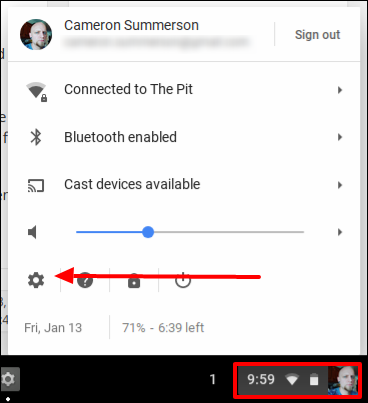 Cameron Summerson
Sign out
Connected to The Pit
Bluetooth enabled
Cast devices available
Fri, Jan 13
71% - 6:39 left
1
9:59